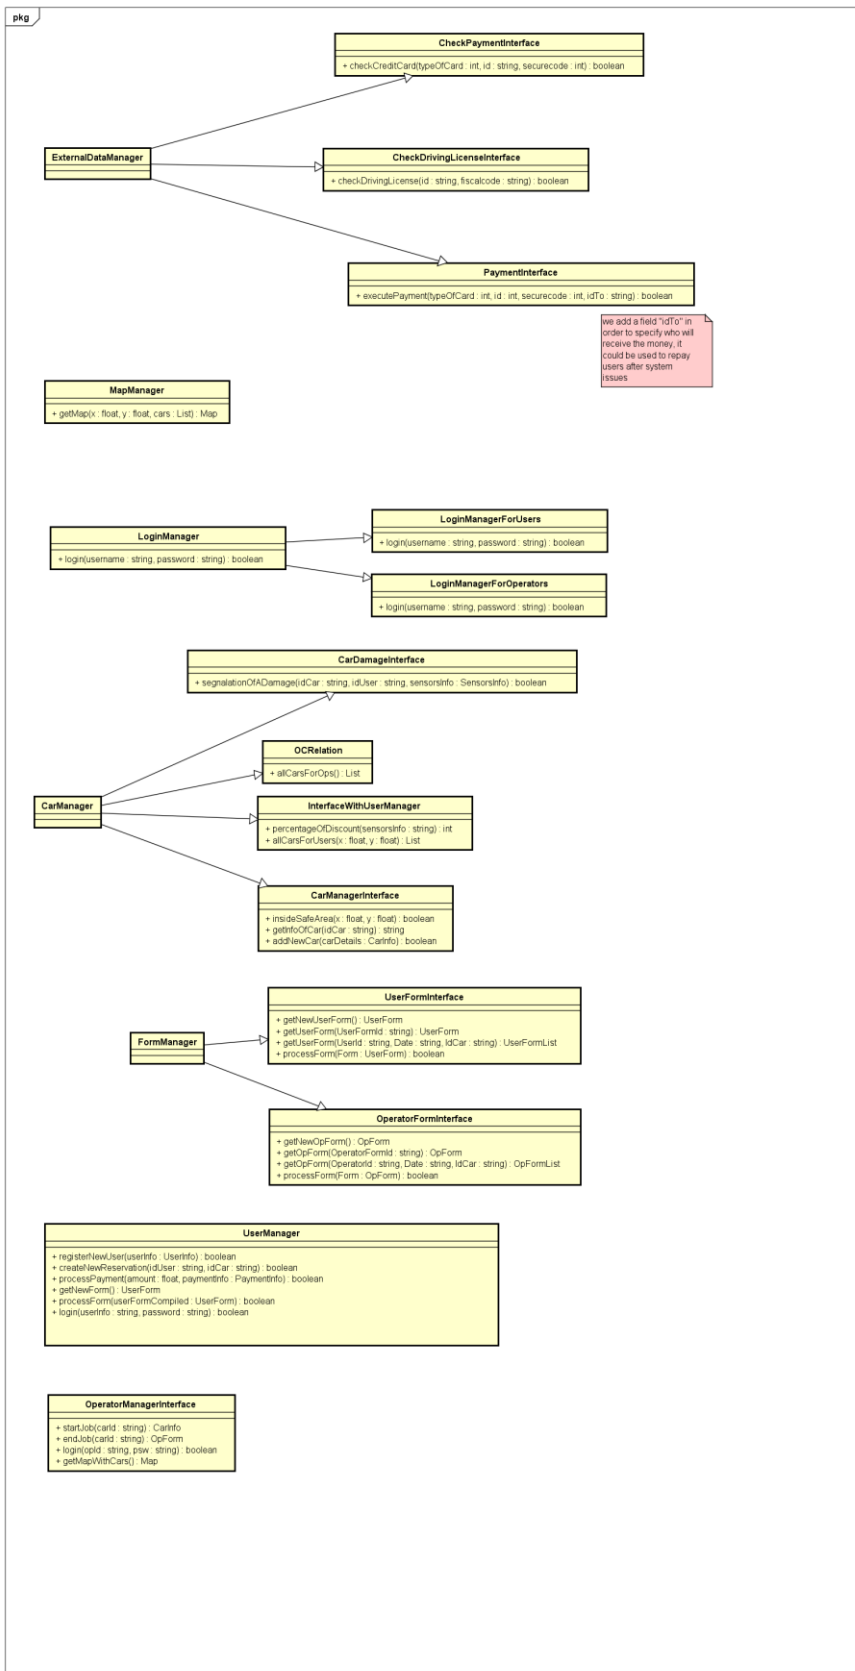 pkg
CheckPaymentInterface
+ checkCreditCard(typeOfCard : int, id : string, securecode : int) : boolean
ExternalDataManager
CheckDrivingLicenseInterface
+ checkDrivingLicense(id : string, fiscalcode : string) : boolean
PaymentInterface
+ executePayment(typeOfCard : int, id : int, securecode : int, idTo : string) : boolean
we add a field "idTo" in
order to specify who will
receive the money, it
could be used to repay
users after system
issues
MapManager
+ getMap(x : float, y : float, cars : List) : Map
LoginManager
+ login(username : string, password : string) : boolean
LoginManagerForUsers
+ login(username : string, password : string) : boolean
LoginManagerForOperators
+ login(username : string, password : string) : boolean
CarDamageInterface
+ segnalationOfADamage(idCar : string, idUser : string, sensorsInfo : SensorsInfo) : boolean
OCRelation
+ allCarsForOps() : List
CarManager
InterfaceWithUserManager
+ percentageOfDiscount(sensorsInfo : string) : int
+ allCarsForUsers(x : float, y : float) : List
CarManagerInterface
+ insideSafeArea(x : float, y : float) : boolean
+ getInfoOfCar(idCar : string) : string
+ addNewCar(carDetails : CarInfo) : boolean
UserFormInterface
+ getNewUserForm() : UserForm
+ getUserForm(UserFormId : string) : UserForm
+ getUserForm(UserId : string, Date : string, IdCar : string) : UserFormList
+ processForm(Form : UserForm) : boolean
FormManager
OperatorFormInterface
+ getNewOpForm() : OpForm
+ getOpForm(OperatorFormId : string) : OpForm
+ getOpForm(OperatorId : string, Date : string, IdCar : string) : OpFormList
+ processForm(Form : OpForm) : boolean
UserManager
+ registerNewUser(userInfo : UserInfo) : boolean
+ createNewReservation(idUser : string, idCar : string) : boolean
+ processPayment(amount : float, paymentInfo : PaymentInfo) : boolean
+ getNewForm() : UserForm
+ processForm(userFormCompiled : UserForm) : boolean
+ login(userInfo : string, password : string) : boolean
OperatorManagerInterface
+ startJob(carId : string) : CarInfo
+ endJob(carId : string) : OpForm
+ login(opId : string, psw : string) : boolean
+ getMapWithCars() : Map